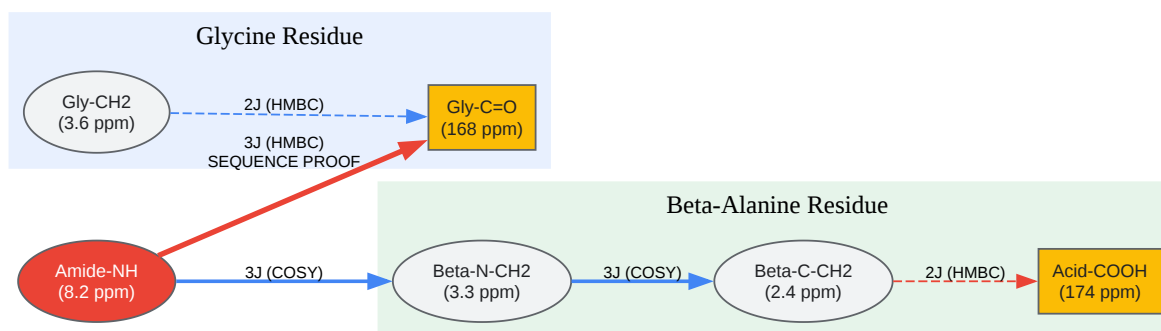 Glycine Residue
Gly-CH2
(3.6 ppm)
2J (HMBC)
Gly-C=O
(168 ppm)
3J (HMBC)
SEQUENCE PROOF
Beta-Alanine Residue
Amide-NH
(8.2 ppm)
3J (COSY)
Beta-N-CH2
(3.3 ppm)
3J (COSY)
Beta-C-CH2
(2.4 ppm)
2J (HMBC)
Acid-COOH
(174 ppm)